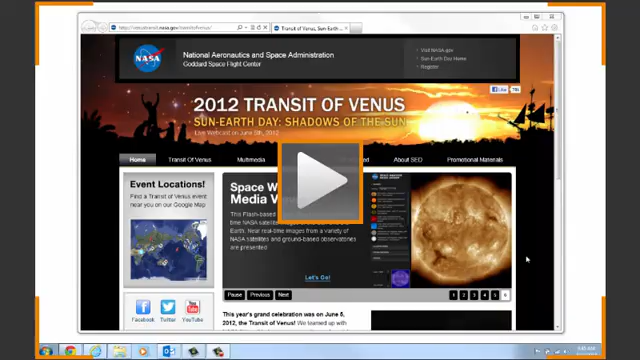 Transit of Venus, Sun-Earth ...
NASA
National Aeronautics and Space Administration
Goddard Space Flight Center
Visit NASA.gov
Sun-Earth Day Home
Register
Like
2012 TRANSIT OF VENUS
SUN-EARTH DAY: SHADOWS OF THE SUN
Live Webcast on June 5th, 2012
Home
Transit Of Venus
Multimedia
About SED
Promotional Materials
Event Locations!
Find a Transit of Venus event
near you on our Google Map
Space W
Media V
This Flash-based
time NASA satellite
Earth. Near real-time images from a variety of
NASA satellites and ground-based observatories
are presented
Let's Go!
Pause
Previous
Next
1 2 3 4 5 6
Facebook
Twitter
YouTube
This year's grand celebration was on June 5,
2012, the Transit of Venus! We teamed up with